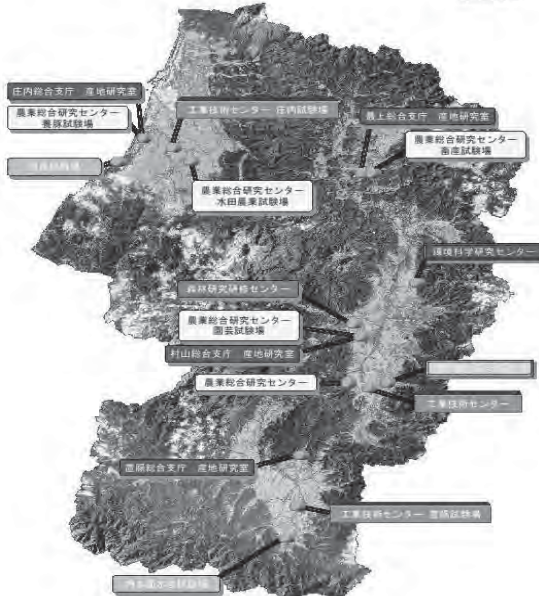 庄内総合支庁　産地研究室
農業総合研究センター
養豚試験場
工業技術センター 庄内試験場
最上総合支庁　産地研究室
農業総合研究センター
畜産試験場
農業総合研究センター
水田農業試験場
環境科学研究センター
森林研究研修センター
農業総合研究センター
園芸試験場
村山総合支庁　産地研究室
農業総合研究センター
工業技術センター
置賜総合支庁　産地研究室
工業技術センター 置賜試験場
内水面水産試験場